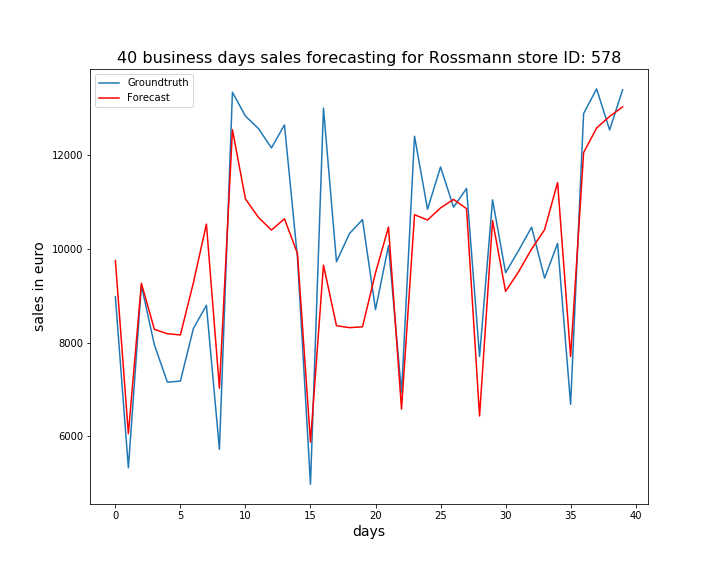 40 business days sales forecasting for Rossmann store ID: 578
Groundtruth
Forecast
sales in euro
12000
10000
8000
6000
0 5 10 15 20 25 30 35 40
days